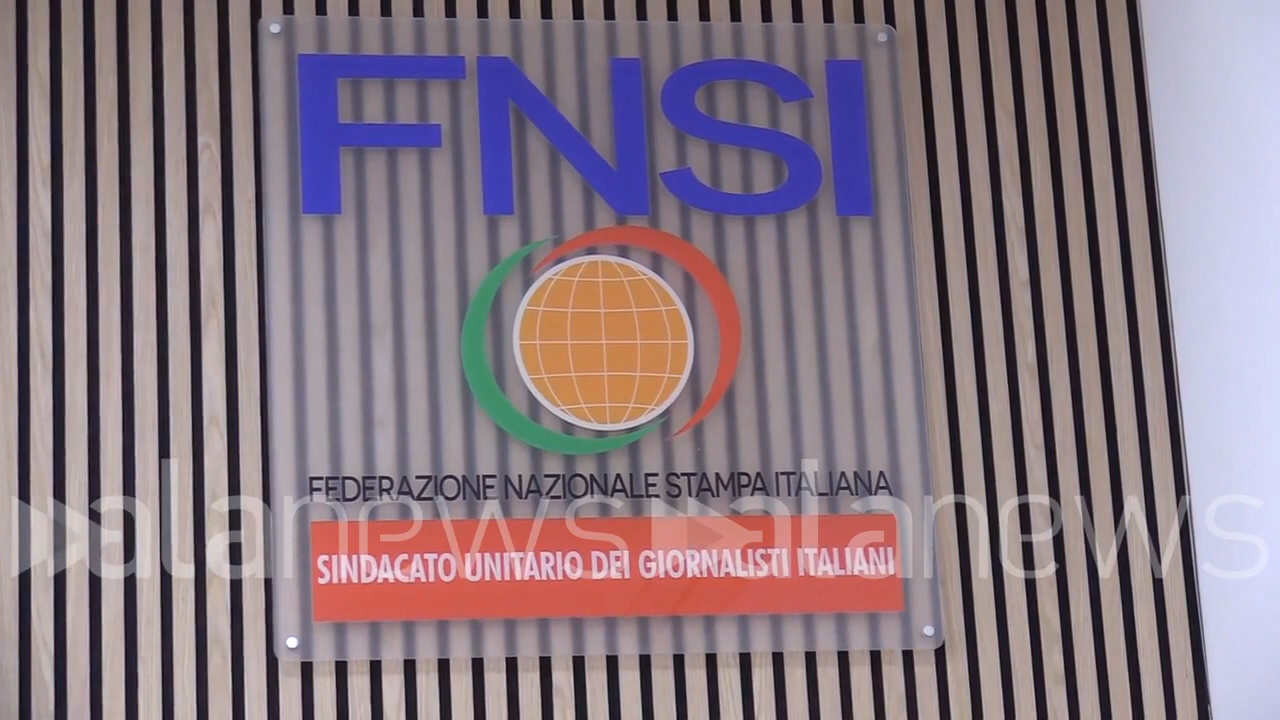 FNSI
FEDERAZIONE NAZIONALE STAMPA ITALIANA
SINDACATO UNITARIO DEI GIORNALISTI ITALIANI
alanews alanews